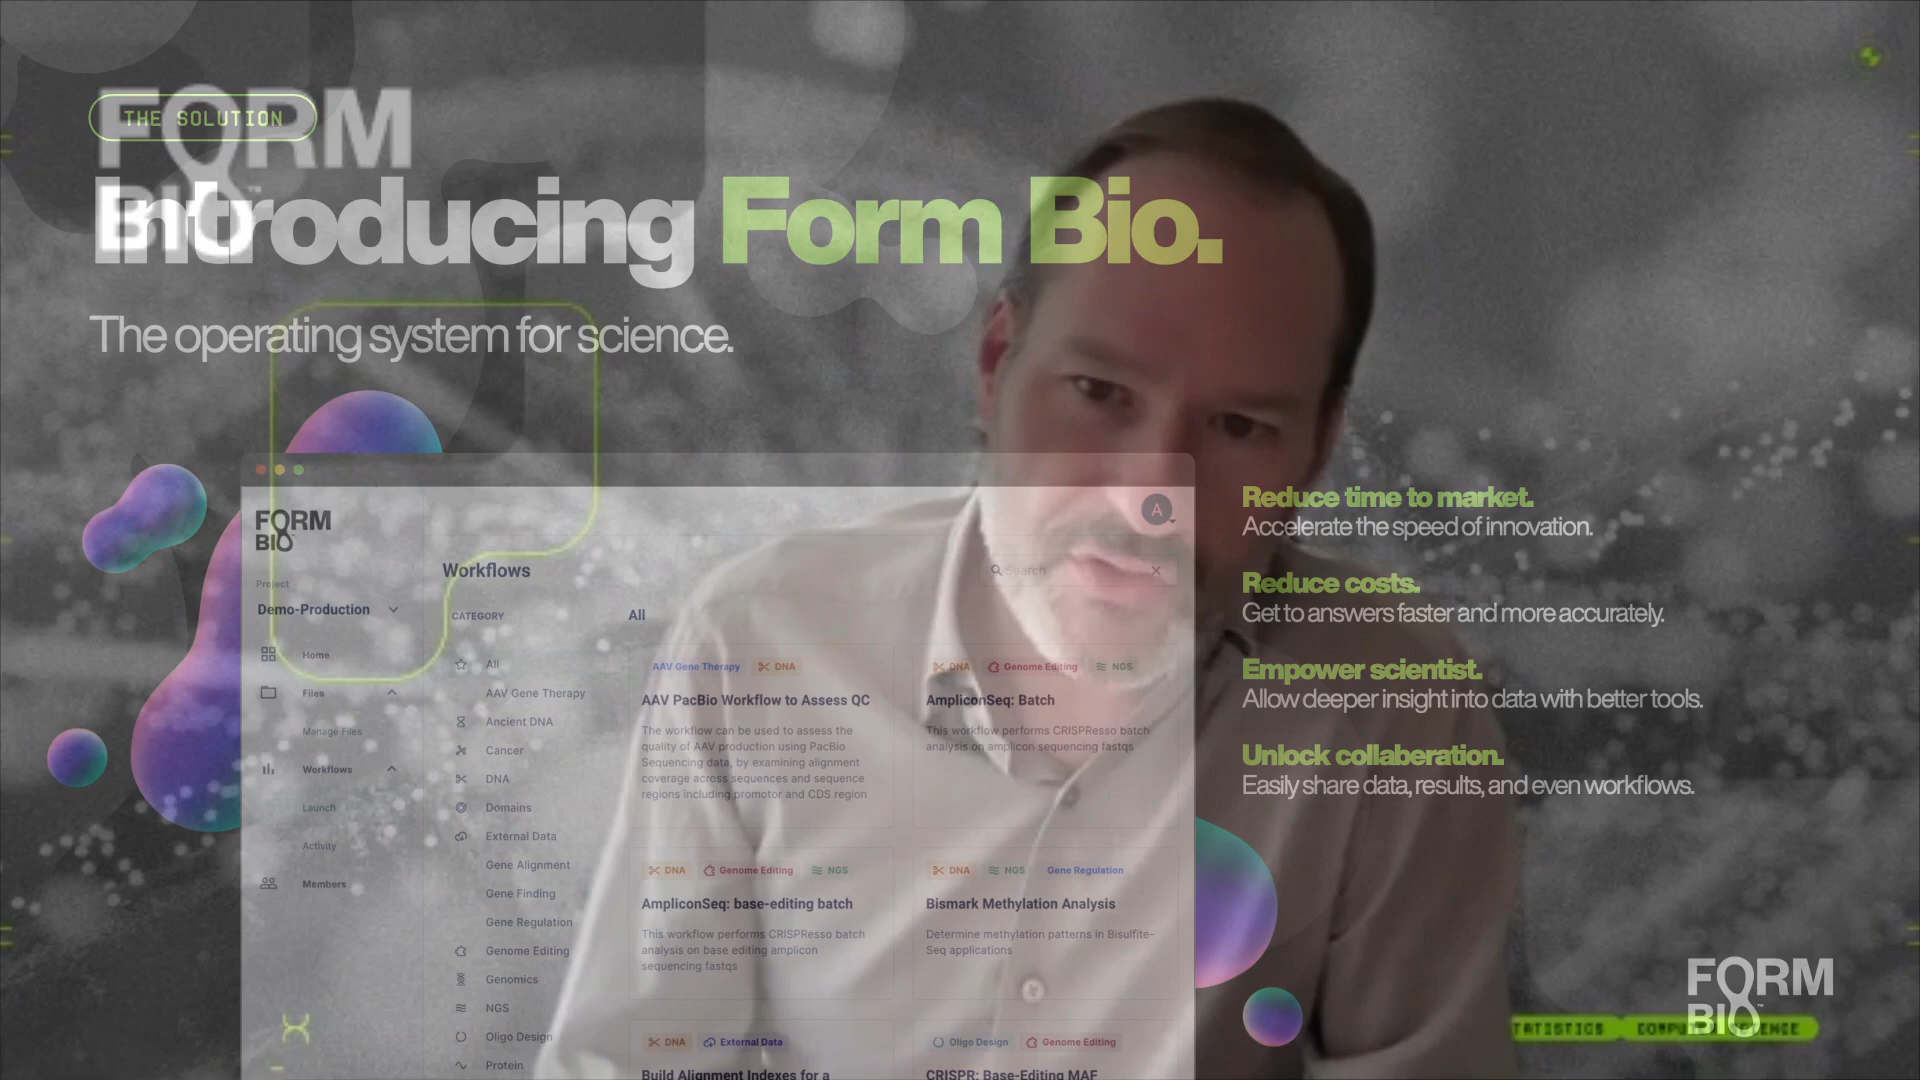 FORM
BIO
THE SOLUTION
Introducing Form Bio.
The operating system for science.
FORM
BIO
Project
Demo-Production
Home
Files
Manage Files
Workflows
Launch
Activity
Members
Workflows
Search
CATEGORY
All
All
AAV Gene Therapy
Ancient DNA
Cancer
DNA
Domains
External Data
Gene Alignment
Gene Finding
Gene Regulation
Genome Editing
Genomics
NGS
Oligo Design
Protein
A
AAV Gene Therapy DNA
AAV PacBio Workflow to Assess QC
The workflow can be used to assess the
quality of AAV production using PacBio
Sequencing data, by examining alignment
coverage across sequences and sequence
regions including promotor and CDS region
DNA Genome Editing NGS
AmpliconSeq: Batch
This workflow performs CRISPResso batch
analysis on amplicon sequencing fastqs
DNA Genome Editing NGS
AmpliconSeq: base-editing batch
This workflow performs CRISPResso batch
analysis on base editing amplicon
sequencing fastqs
DNA NGS Gene Regulation
Bismark Methylation Analysis
Determine methylation patterns in Bisulfite-
Seq applications
DNA External Data
Build Alignment Indexes for a
Oligo Design Genome Editing
CRISPR: Base-Editing MAF
Reduce time to market.
Accelerate the speed of innovation.
Reduce costs.
Get to answers faster and more accurately.
Empower scientist.
Allow deeper insight into data with better tools.
Unlock collaberation.
Easily share data, results, and even workflows.
FORM
BIO